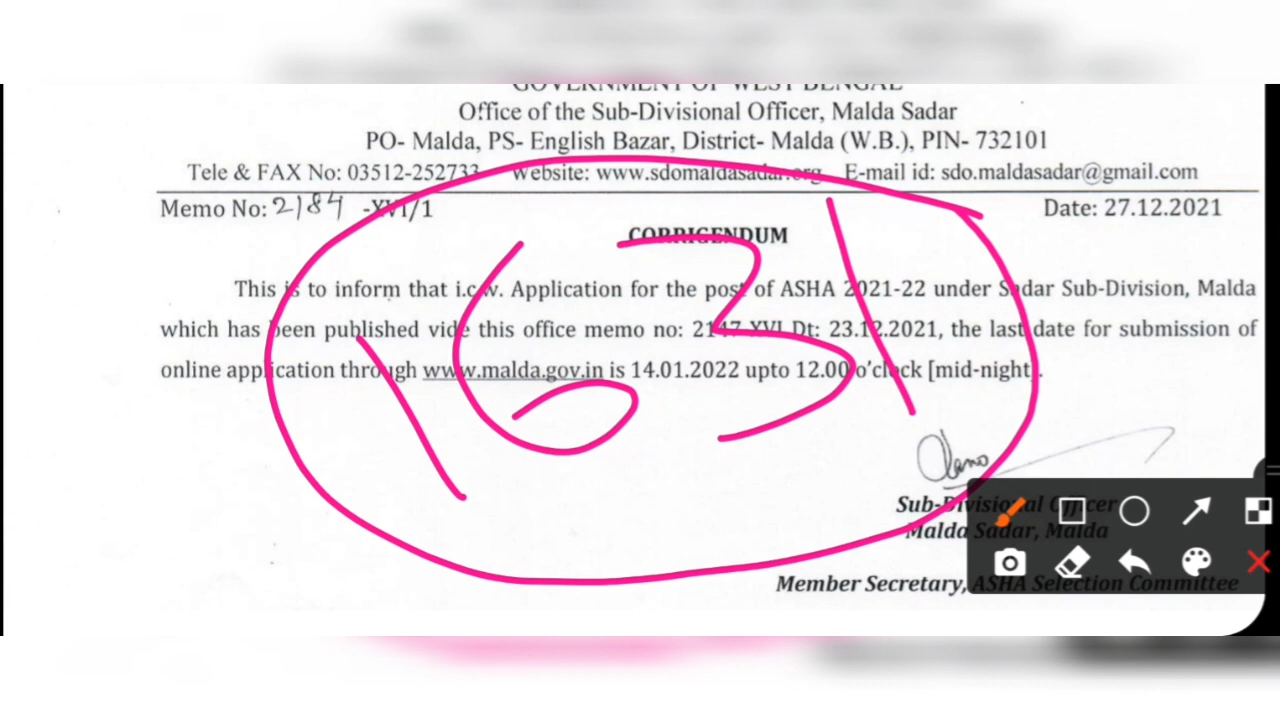 GOVERNMENT OF WEST BENGAL
Office of the Sub-Divisional Officer, Malda Sadar
PO- Malda, PS- English Bazar, District- Malda (W.B.), PIN- 732101
Tele & FAX No: 03512-252733 Website: www.sdomaldasadar.org E-mail id: sdo.maldasadar@gmail.com
Memo No: 2184 -XVI/1 Date: 27.12.2021
CORRIGENDUM
This is to inform that i.c.w. Application for the post of ASHA 2021-22 under Sadar Sub-Division, Malda
which has been published vide this office memo no: 2147-XVI Dt: 23.12.2021, the last date for submission of
online application through www.malda.gov.in is 14.01.2022 upto 12.00 o'clock [mid-night].
1631
Sub-Divisional Officer
Malda Sadar, Malda
Member Secretary, ASHA Selection Committee